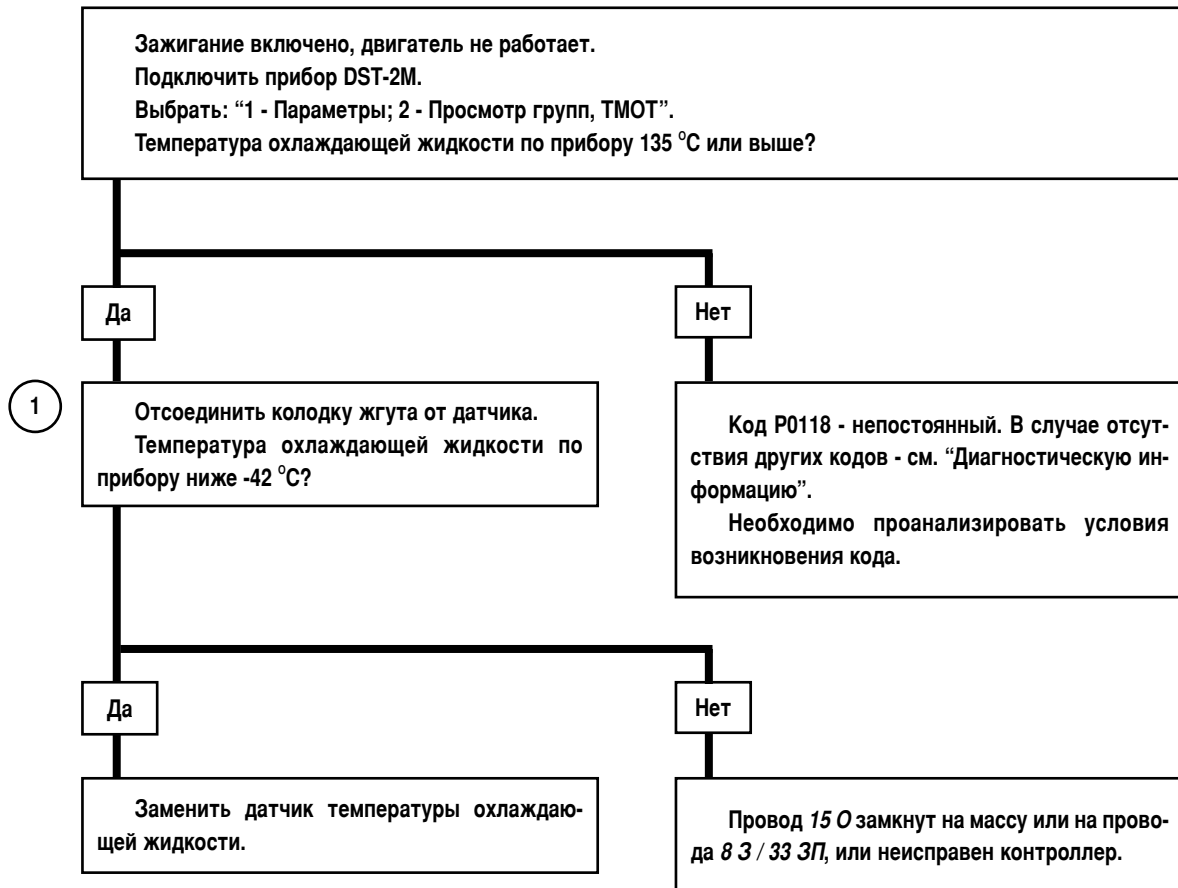 Зажигание включено, двигатель не работает.
Подключить прибор DST-2M.
Выбрать: “1 - Параметры; 2 - Просмотр групп, ТМОТ”.
Температура охлаждающей жидкости по прибору 135 °С или выше?
Да
Нет
1
Отсоединить колодку жгута от датчика.
Температура охлаждающей жидкости по
прибору ниже -42 °С?
Код Р0118 - непостоянный. В случае отсут-
ствия других кодов - см. “Диагностическую ин-
формацию”.
Необходимо проанализировать условия
возникновения кода.
Да
Нет
Заменить датчик температуры охлаждаю-
щей жидкости.
Провод 15 О замкнут на массу или на прово-
да 8 З / 33 ЗП, или неисправен контроллер.